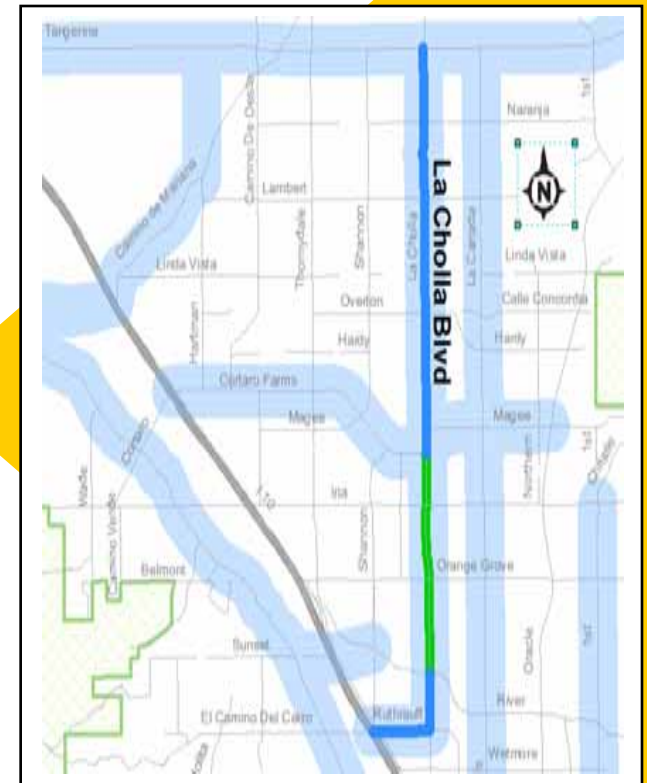 Tangerine
1st
Naranja
Camino De Oeste
N
Lambert
La Cholla Blvd
Camino de Mañana
Thornydale
Shannon
La Cholla
La Cañada
Linda Vista
Linda Vista
Hartman
Overton
Calle Concordia
Hardy
Hardy
Cortaro Farms
Magee
Magee
Cortaro
Northern
1st
Wade
Camino Verde
I-10
Ina
Shannon
Belmont
Orange Grove
Sunset
Oracle
1st
River
El Camino Del Cerro
Ruthrauff
Wetmore